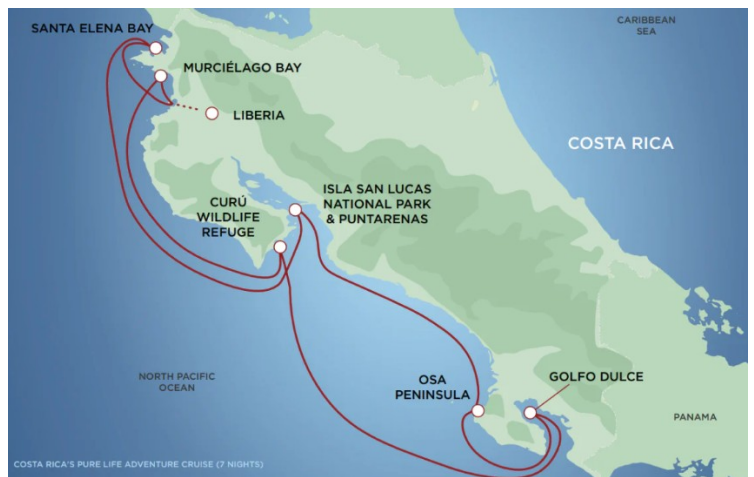 CARIBBEAN
SEA
SANTA ELENA BAY
MURCIÉLAGO BAY
LIBERIA
COSTA RICA
ISLA SAN LUCAS
NATIONAL PARK
& PUNTARENAS
CURÚ
WILDLIFE
REFUGE
NORTH PACIFIC
OCEAN
OSA
PENINSULA
GOLFO DULCE
PANAMA
COSTA RICA'S PURE LIFE ADVENTURE CRUISE (7 NIGHTS)